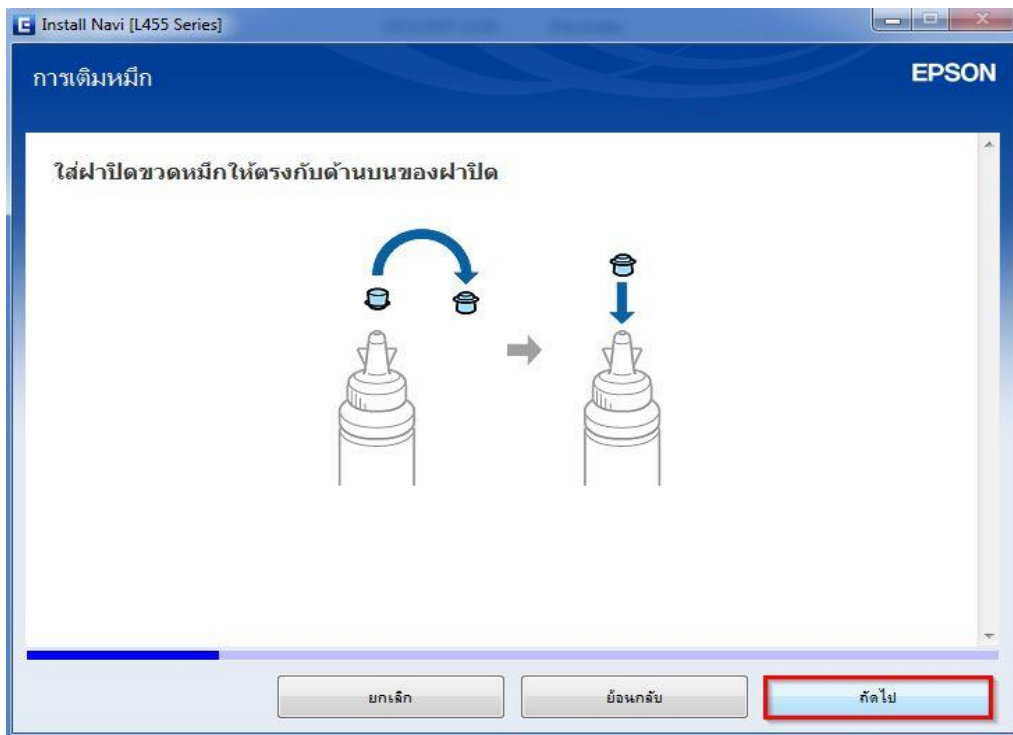 Install Navi [L455 Series]
การเติมหมึก
EPSON
ใส่ฝาปิดขวดหมึกให้ตรงกับด้านบนของฝาปิด
ยกเลิก
ย้อนกลับ
ถัดไป